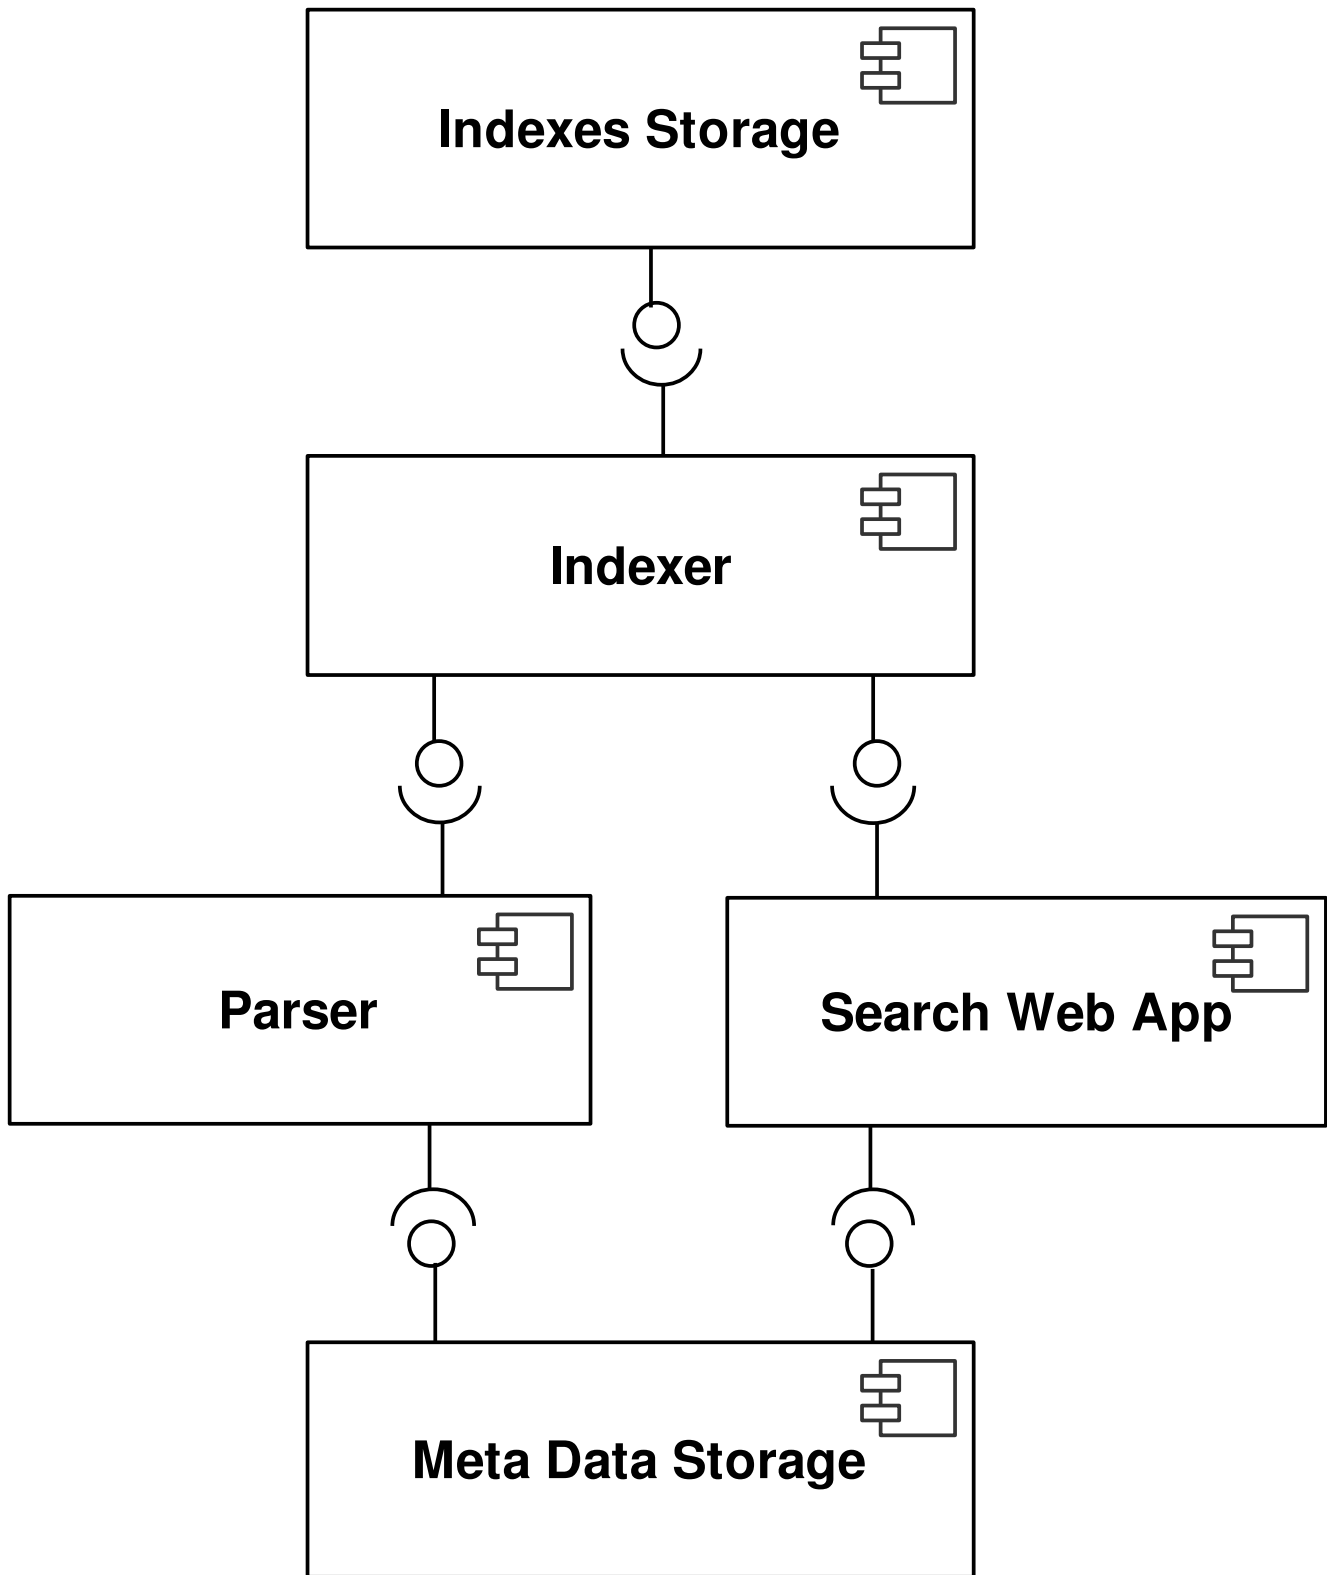 Indexes Storage
Indexer
Parser
Search Web App
Meta Data Storage